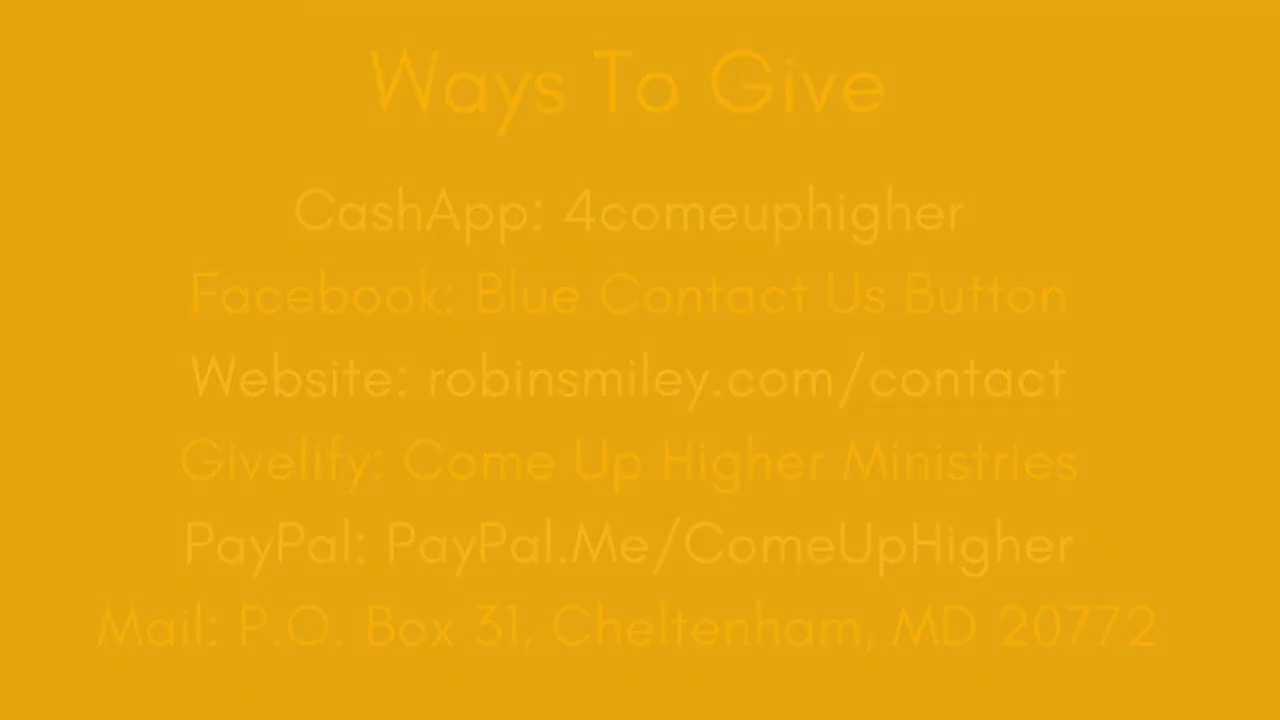 Ways To Give
CashApp: 4comeuphigher
Facebook: Blue Contact Us Button
Website: robinsmiley.com/contact
Givelify: Come Up Higher Ministries
PayPal: PayPal.Me/ComeUpHigher
Mail: P.O. Box 31, Cheltenham, MD 20772